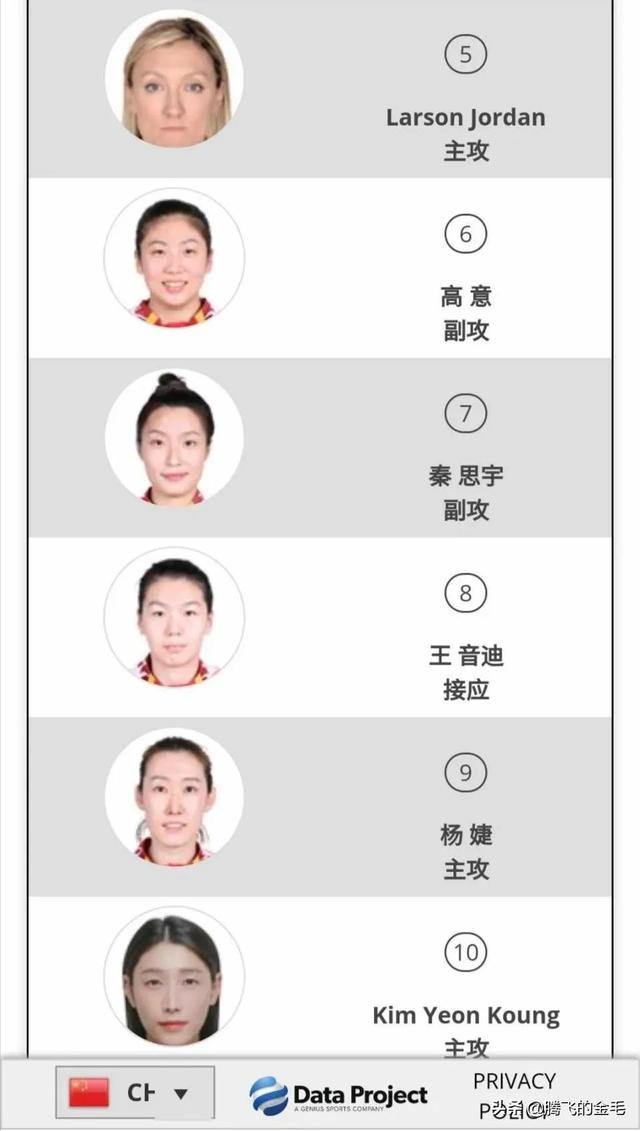 5
Larson Jordan
主攻
6
高 意
副攻
7
秦 思宇
副攻
8
王 音迪
接应
9
杨 婕
主攻
10
Kim Yeon Koung
主攻
CH
Data Project
A GENIUS SPORTS COMPANY
PRIVACY
POLICY
头条 @腾飞的金毛